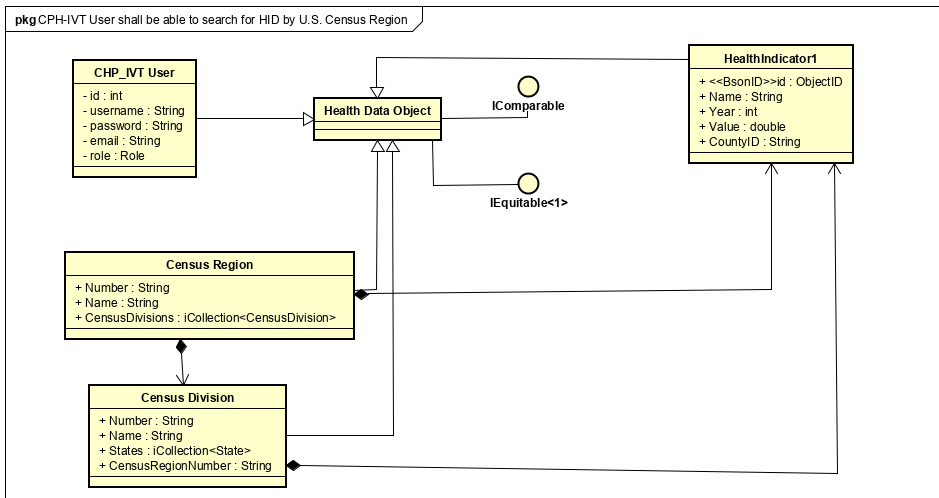 pkg CPH-IVT User shall be able to search for HID by U.S. Census Region
CHP_IVT User
- id : int
- username : String
- password : String
- email : String
- role : Role
Health Data Object
IComparable
IEquitable<1>
HealthIndicator1
+ <<BsonID>>id : ObjectID
+ Name : String
+ Year : int
+ Value : double
+ CountyID : String
Census Region
+ Number : String
+ Name : String
+ CensusDivisions : iCollection<CensusDivision>
Census Division
+ Number : String
+ Name : String
+ States : iCollection<State>
+ CensusRegionNumber : String